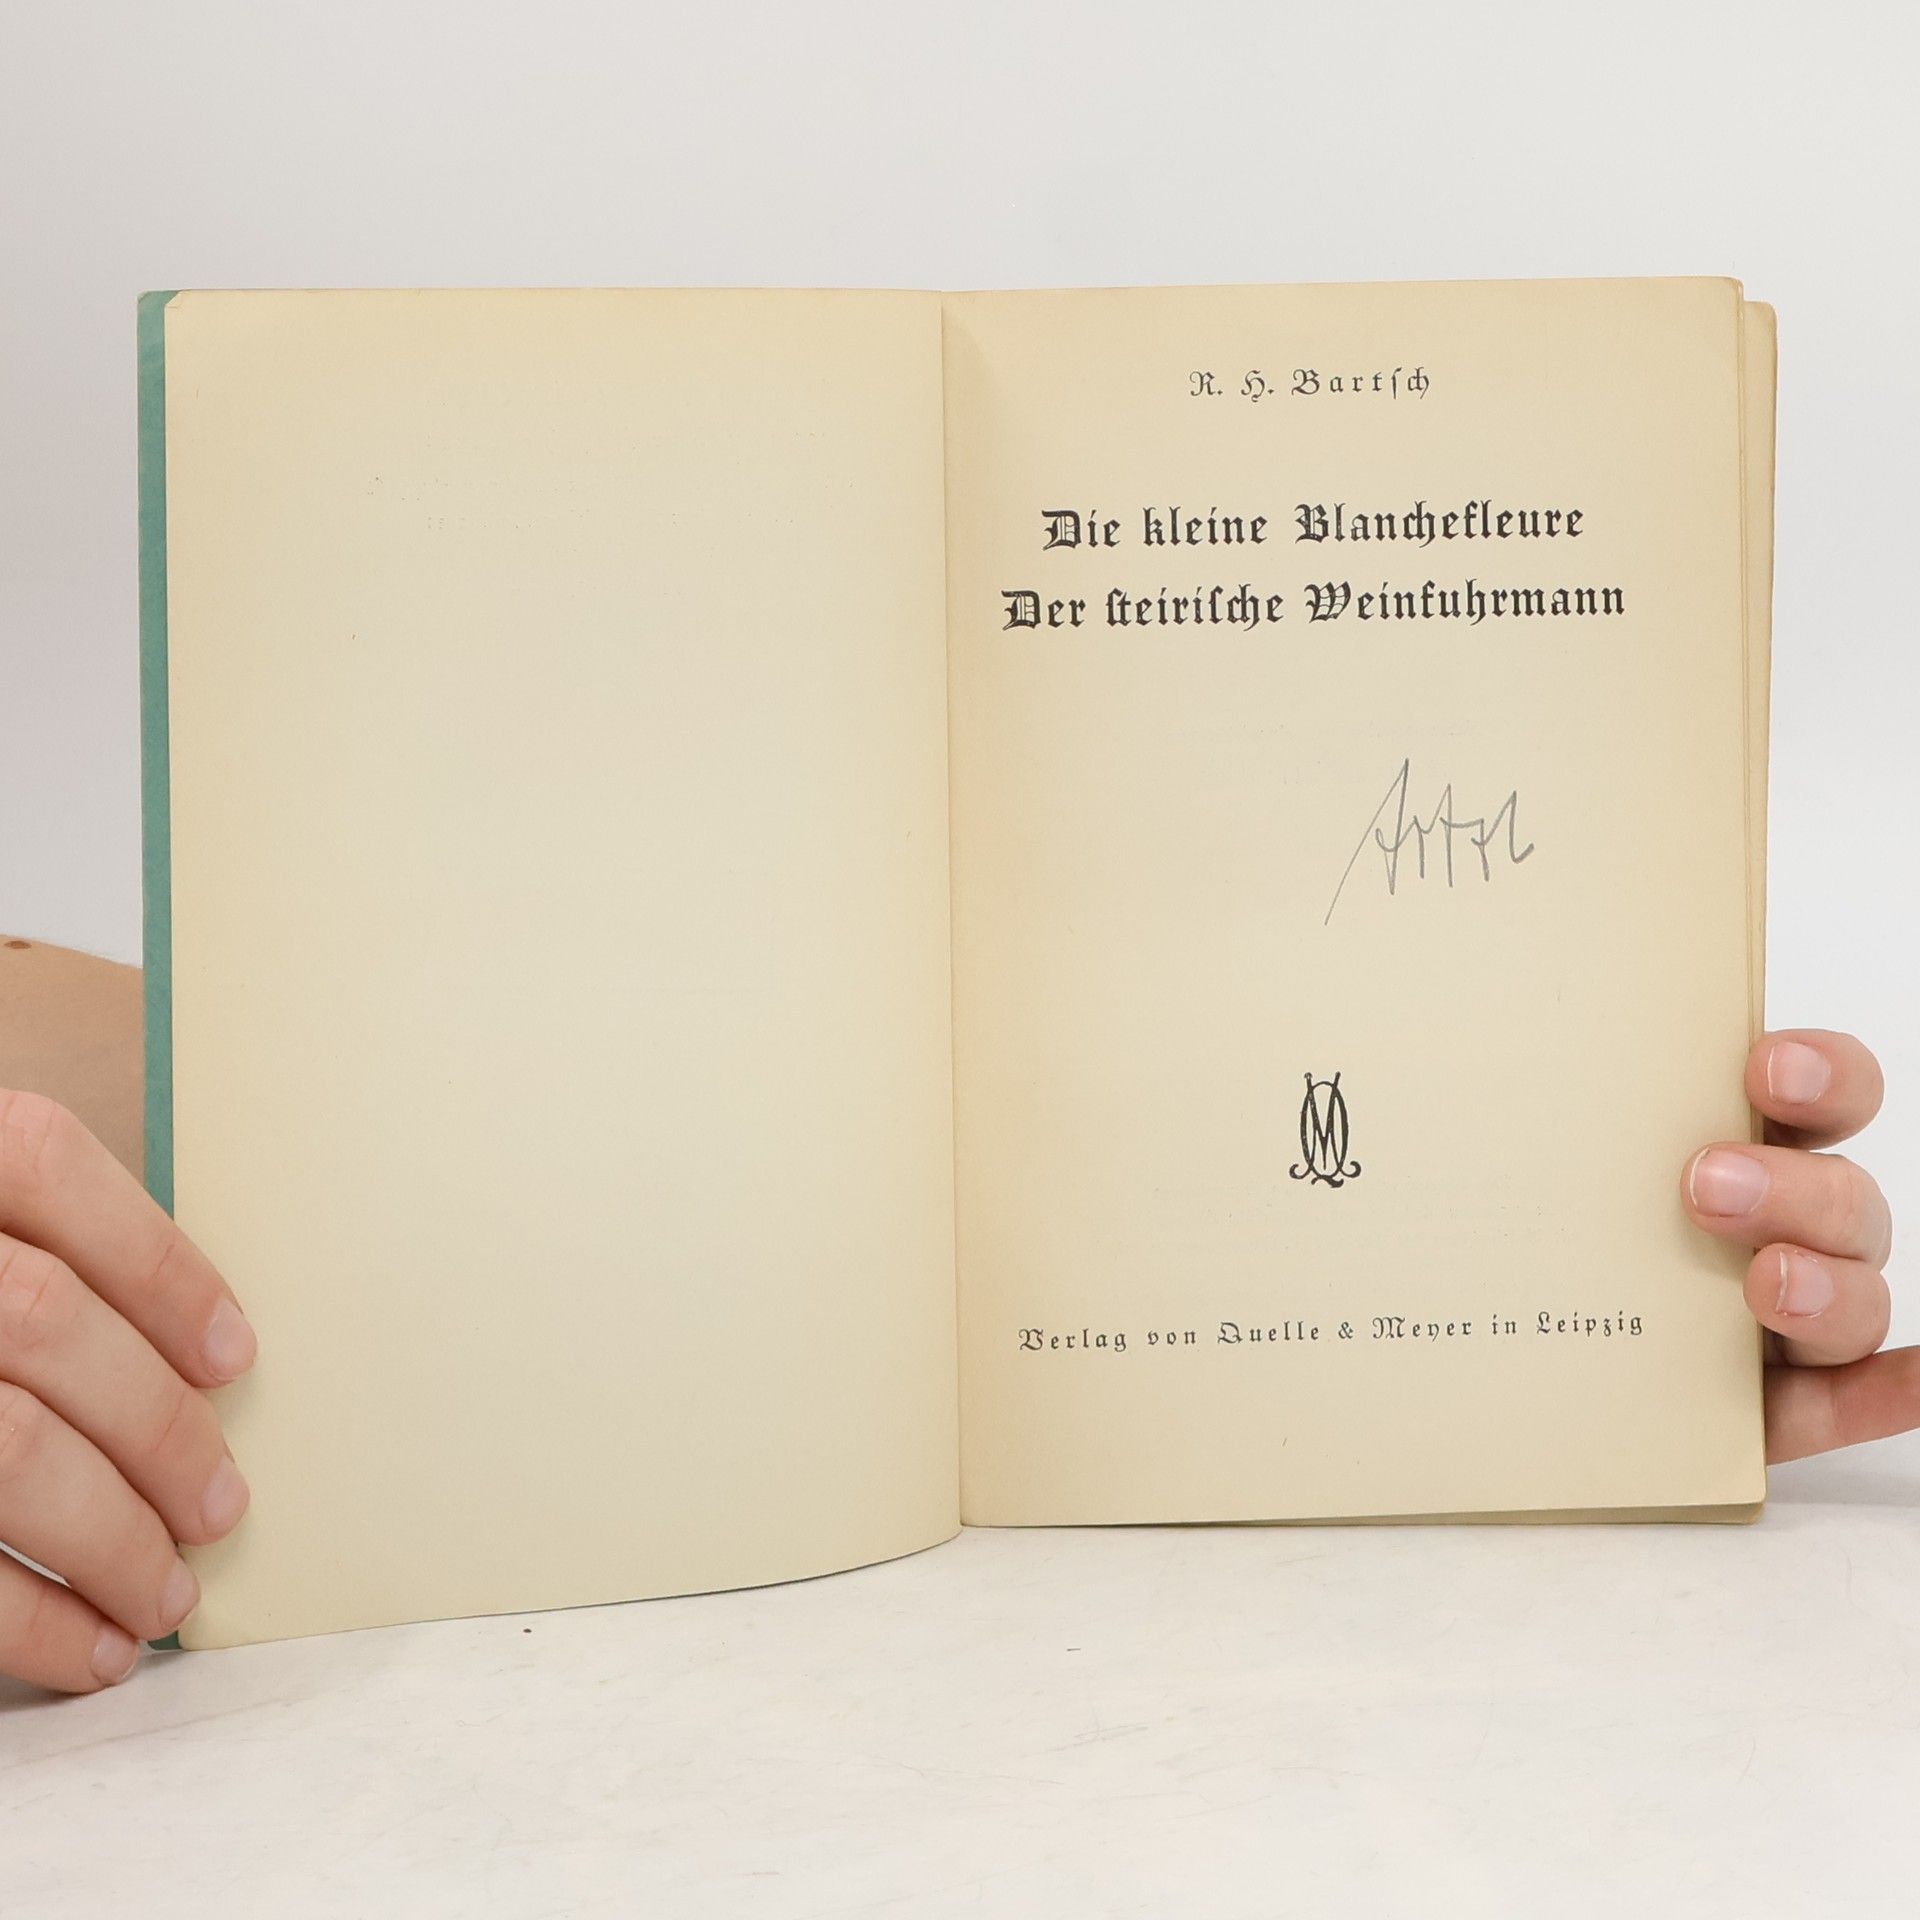 R. H. Bartſch
Die kleine Blanchefleure
Der ſteiriſche Weinfuhrmann
Verlag von Quelle & Meyer in Leipzig